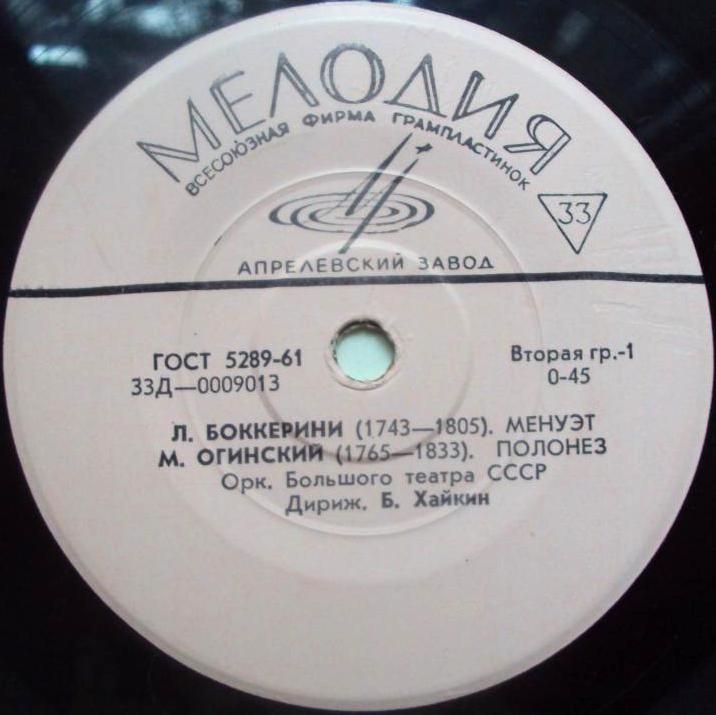 МЕЛОДИЯ
ВСЕСОЮЗНАЯ ФИРМА ГРАМПЛАСТИНОК
33
АПРЕЛЕВСКИЙ ЗАВОД
ГОСТ 5289-61 Вторая гр.-1
33Д—0009013 0-45
Л. БОККЕРИНИ (1743—1805). МЕНУЭТ
М. ОГИНСКИЙ (1765—1833). ПОЛОНЕЗ
Орк. Большого театра СССР
Дириж. Б. Хайкин